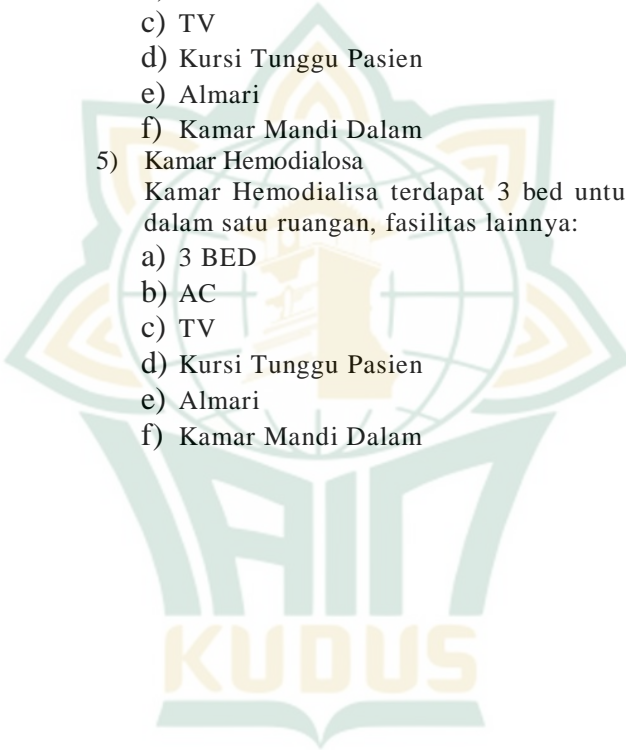 c) TV
d) Kursi Tunggu Pasien
e) Almari
f) Kamar Mandi Dalam
5) Kamar Hemodialosa
Kamar Hemodialisa terdapat 3 bed untu
dalam satu ruangan, fasilitas lainnya:
a) 3 BED
b) AC
c) TV
d) Kursi Tunggu Pasien
e) Almari
f) Kamar Mandi Dalam
IAIN
KUDUS